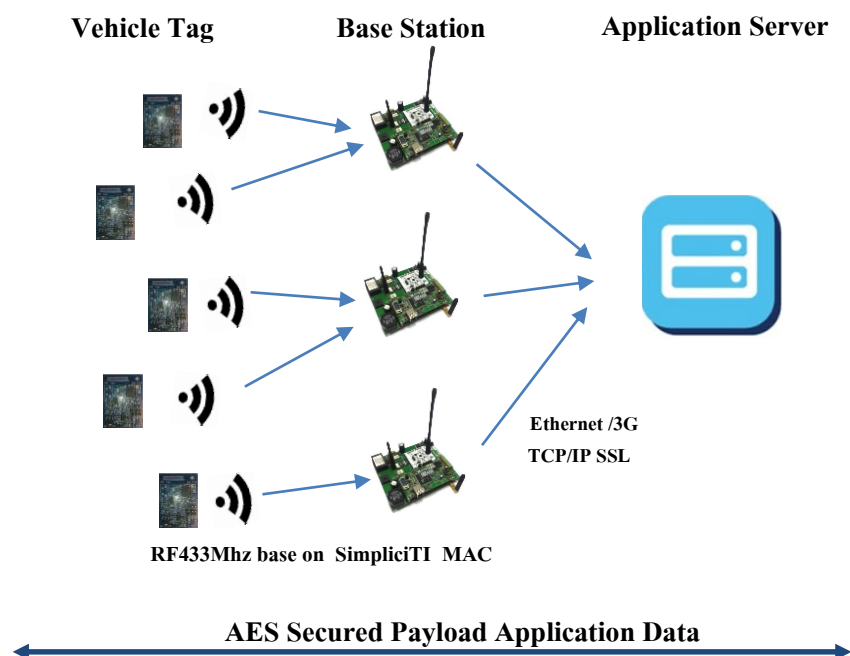 Vehicle Tag
Base Station
Application Server
Ethernet /3G
TCP/IP SSL
RF433Mhz base on SimpliciTI MAC
AES Secured Payload Application Data